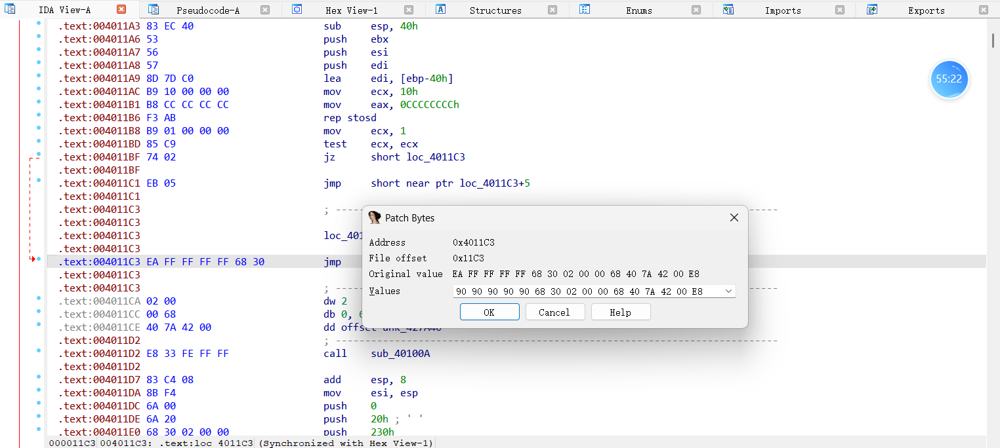 IDA View-A Pseudocode-A Hex View-1 Structures Enums Imports Exports
.text:004011A3 83 EC 40 sub esp, 40h
.text:004011A6 53 push ebx
.text:004011A7 56 push esi
.text:004011A8 57 push edi
.text:004011A9 8D 7D C0 lea edi, [ebp-40h]
55:22
.text:004011AC B9 10 00 00 00 mov ecx, 10h
.text:004011B1 B8 CC CC CC CC mov eax, 0CCCCCCCCh
.text:004011B6 F3 AB rep stosd
.text:004011B8 B9 01 00 00 00 mov ecx, 1
.text:004011BD 85 C9 test ecx, ecx
.text:004011BF 74 02 jz short loc_4011C3
.text:004011BF
.text:004011C1 EB 05 jmp short near ptr loc_4011C3+5
.text:004011C1
.text:004011C3 ; ---------------------------------------------------------------------------
.text:004011C3
.text:004011C3 loc_401
.text:004011C3
.text:004011C3 EA FF FF FF FF 68 30 jmp
.text:004011C3
.text:004011C3 ; ---------------------------------------------------------------------------
.text:004011CA 02 00 dw 2
.text:004011CC 00 68 db 0,
.text:004011CE 40 7A 42 00 dd offset unk_427A40
.text:004011D2 ; ---------------------------------------------------------------------------
.text:004011D2 E8 33 FE FF FF call sub_40100A
.text:004011D2
.text:004011D7 83 C4 08 add esp, 8
.text:004011DA 8B F4 mov esi, esp
.text:004011DC 6A 00 push 0
.text:004011DE 6A 20 push 20h ; ' '
.text:004011E0 68 30 02 00 00 push 230h
000011C3 004011C3: .text:loc_4011C3 (Synchronized with Hex View-1)
Patch Bytes
Address 0x4011C3
File offset 0x11C3
Original value EA FF FF FF FF 68 30 02 00 00 68 40 7A 42 00 E8
Values 90 90 90 90 90 68 30 02 00 00 68 40 7A 42 00 E8
OK Cancel Help